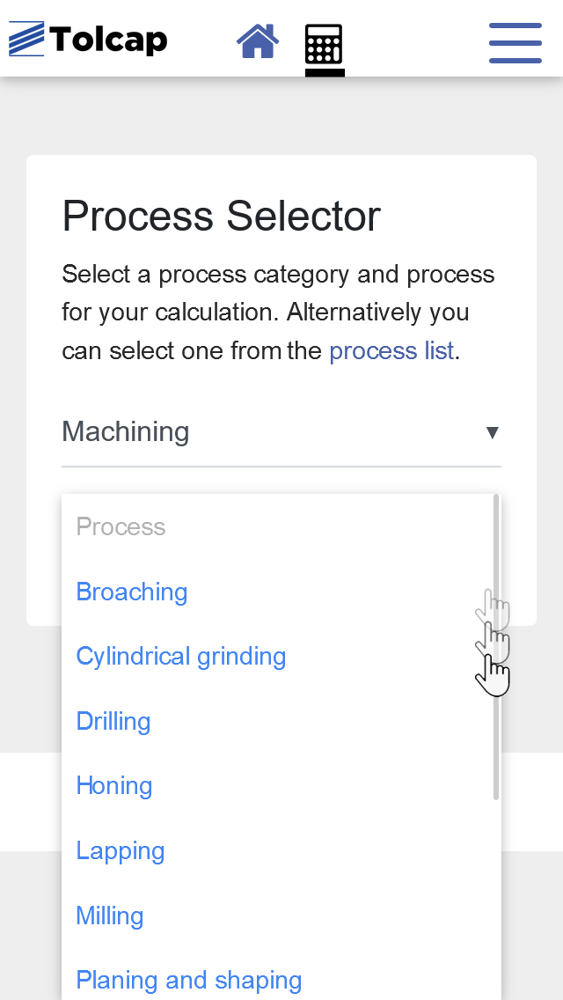 Tolcap
Process Selector
Select a process category and process
for your calculation. Alternatively you
can select one from the process list.
Machining
Process
Broaching
Cylindrical grinding
Drilling
Honing
Lapping
Milling
Planing and shaping